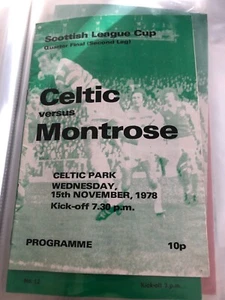 Scottish League Cup
Quarter Final (Second Leg)
Celtic
versus
Montrose
CELTIC PARK
WEDNESDAY,
15th NOVEMBER, 1978
Kick-off 7.30 p.m.
PROGRAMME 10p